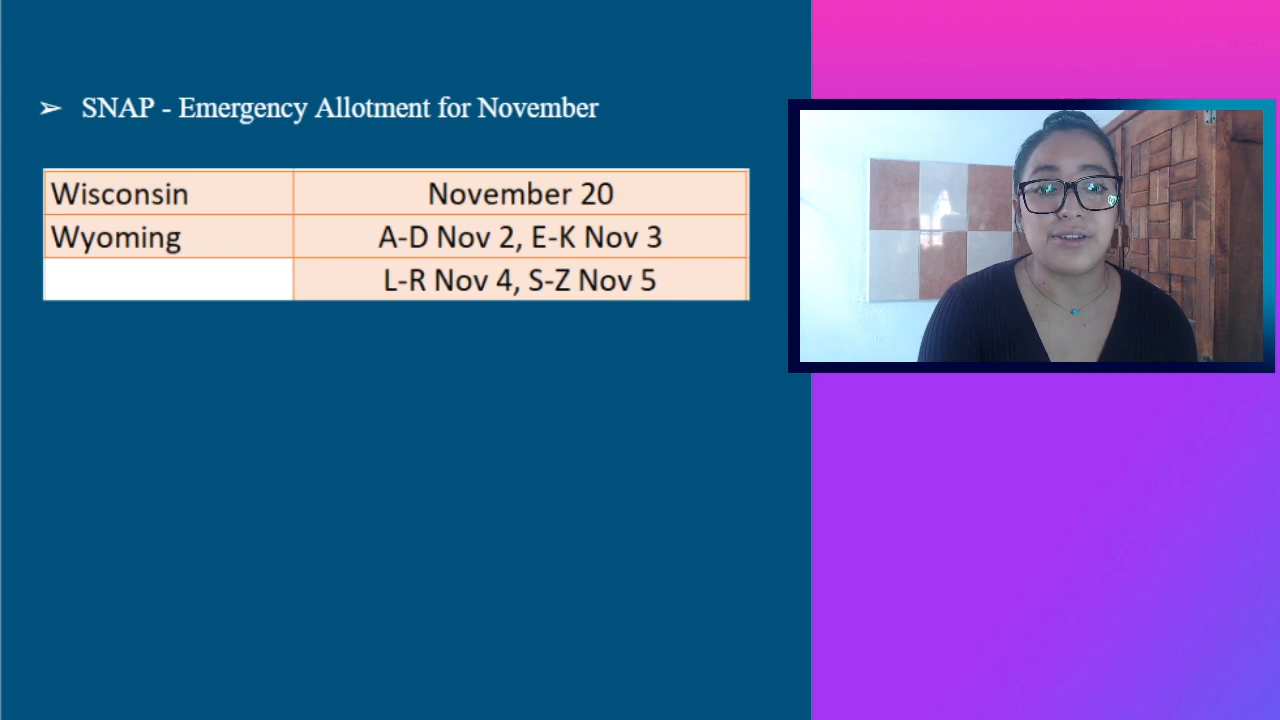 ➢ SNAP - Emergency Allotment for November
Wisconsin November 20
Wyoming A-D Nov 2, E-K Nov 3
L-R Nov 4, S-Z Nov 5